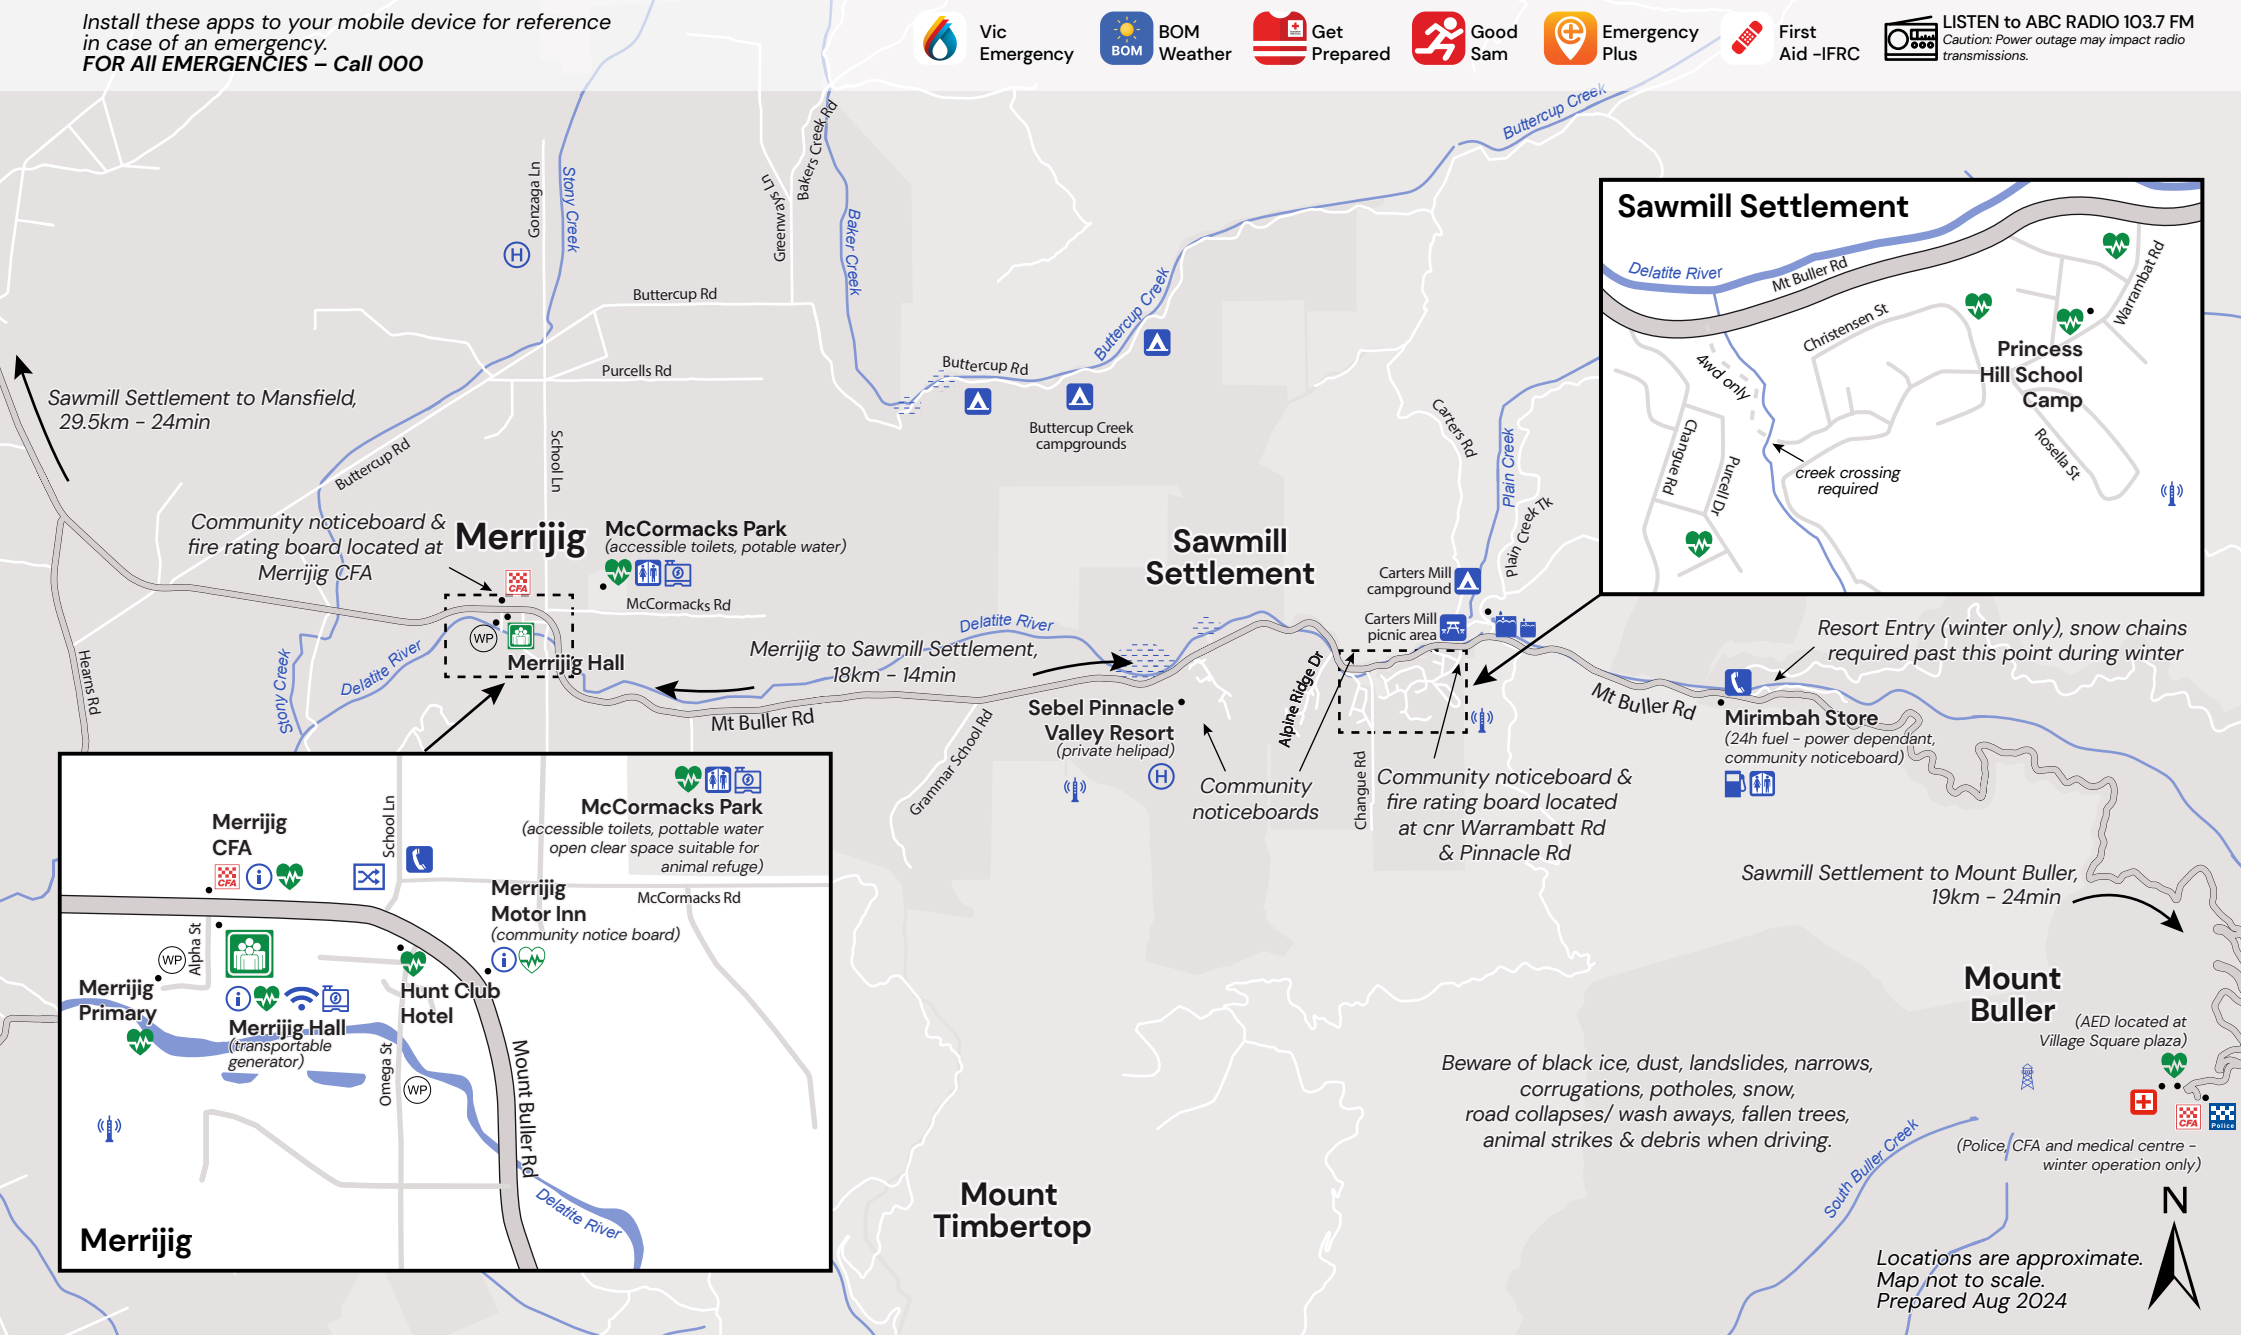 Install these apps to your mobile device for reference
in case of an emergency.
FOR All EMERGENCIES – Call 000
Vic
Emergency
BOM
BOM
Weather
Get
Prepared
Good
Sam
Emergency
Plus
First
Aid -IFRC
LISTEN to ABC RADIO 103.7 FM
Caution: Power outage may impact radio
transmissions.
Buttercup Creek
Bakers Creek Rd
Greenways Ln
Gonzaga Ln
Stony Creek
Baker Creek
H
Buttercup Rd
Purcells Rd
Buttercup Rd
Buttercup Creek
Buttercup Creek
campgrounds
Sawmill Settlement to Mansfield,
29.5km - 24min
Buttercup Rd
School Ln
Carters Rd
Plain Creek
Plain Creek Tk
Community noticeboard &
fire rating board located at
Merrijig CFA
Merrijig
McCormacks Park
(accessible toilets, potable water)
CFA
McCormacks Rd
WP
Merrijig Hall
Delatite River
Stony Creek
Hearns Rd
Sawmill
Settlement
Delatite River
Merrijig to Sawmill Settlement,
18km - 14min
Mt Buller Rd
Grammar School Rd
Sebel Pinnacle
Valley Resort
(private helipad)
H
Alpine Ridge Dr
Community
noticeboards
Changue Rd
Carters Mill
campground
Carters Mill
picnic area
Community noticeboard &
fire rating board located
at cnr Warrambatt Rd
& Pinnacle Rd
Mt Buller Rd
Resort Entry (winter only), snow chains
required past this point during winter
Mirimbah Store
(24h fuel - power dependant,
community noticeboard)
Sawmill Settlement to Mount Buller,
19km - 24min
Mount
Buller
(AED located at
Village Square plaza)
CFA
Police
(Police, CFA and medical centre -
winter operation only)
South Buller Creek
Beware of black ice, dust, landslides, narrows,
corrugations, potholes, snow,
road collapses/ wash aways, fallen trees,
animal strikes & debris when driving.
Mount
Timbertop
N
Locations are approximate.
Map not to scale.
Prepared Aug 2024
Sawmill Settlement
Delatite River
Mt Buller Rd
Warrambat Rd
Christensen St
4wd only
Princess
Hill School
Camp
Changue Rd
Purcell Dr
Rosella St
creek crossing
required
McCormacks Park
(accessible toilets, pottable water
open clear space suitable for
animal refuge)
Merrijig
CFA
CFA
School Ln
Merrijig
Motor Inn
(community notice board)
McCormacks Rd
Alpha St
WP
Merrijig
Primary
Merrijig Hall
(transportable
generator)
Hunt Club
Hotel
Omega St
WP
Mount Buller Rd
Delatite River
Merrijig